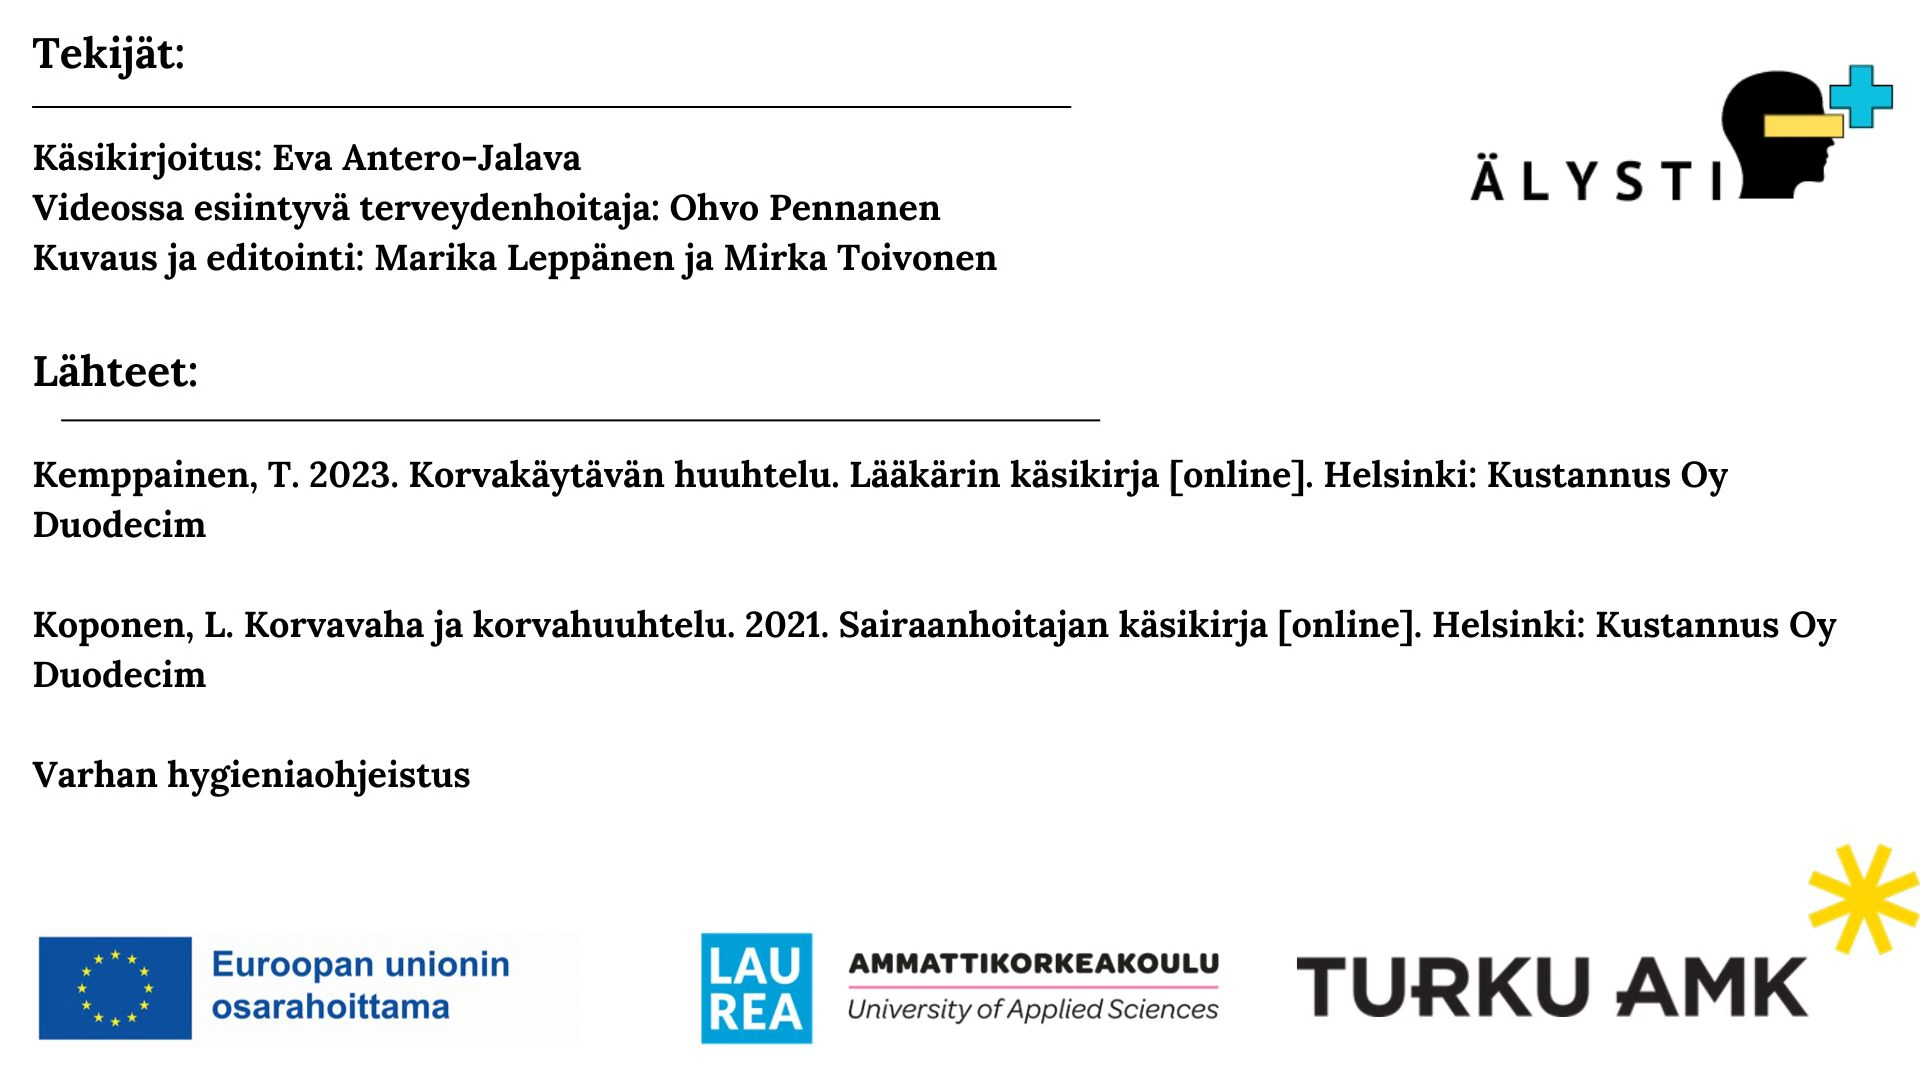 Tekijät:
ÄLYSTI
Käsikirjoitus: Eva Antero-Jalava
Videossa esiintyvä terveydenhoitaja: Ohvo Pennanen
Kuvaus ja editointi: Marika Leppänen ja Mirka Toivonen
Lähteet:
Kemppainen, T. 2023. Korvakäytävän huuhtelu. Lääkärin käsikirja [online]. Helsinki: Kustannus Oy
Duodecim
Koponen, L. Korvavaha ja korvahuuhtelu. 2021. Sairaanhoitajan käsikirja [online]. Helsinki: Kustannus Oy
Duodecim
Varhan hygieniaohjeistus
Euroopan unionin
osarahoittama
LAU
REA
AMMATTIKORKEAKOULU
University of Applied Sciences
TURKU AMK